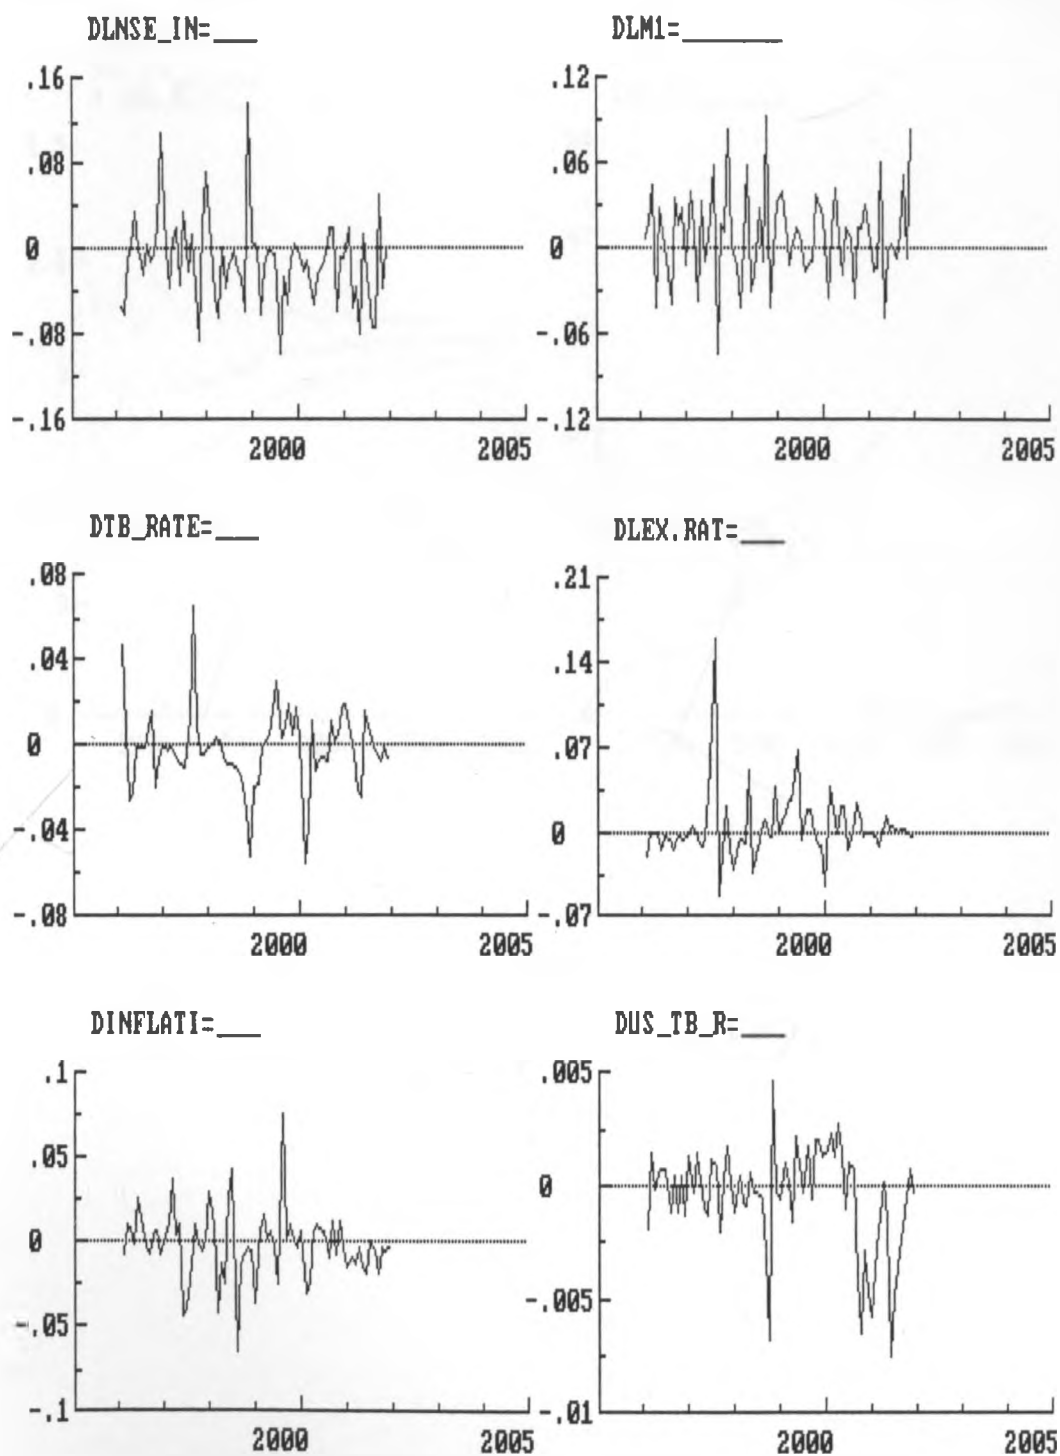 DLNSE_IN=___ DLM1=_______
.16 .12
.08 .06
0 0
-.08 -.06
-.16 -.12
2000 2005 2000 2005
DTB_RATE=___ DLEX.RAT=___
.08 .21
.04 .14
0 .07
-.04 0
-.08 -.07
2000 2005 2000 2005
DINFLATI=___ DUS_TB_R=___
.1 .005
.05 0
0 -.005
-.05 -.01
-.1
2000 2005 2000 2005